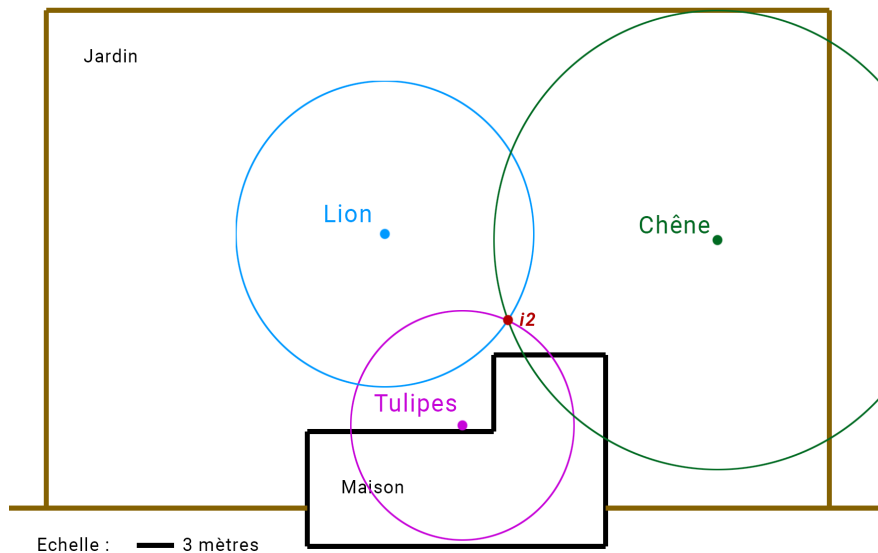 Jardin
Lion
Chêne
i2
Tulipes
Maison
Echelle : 3 mètres